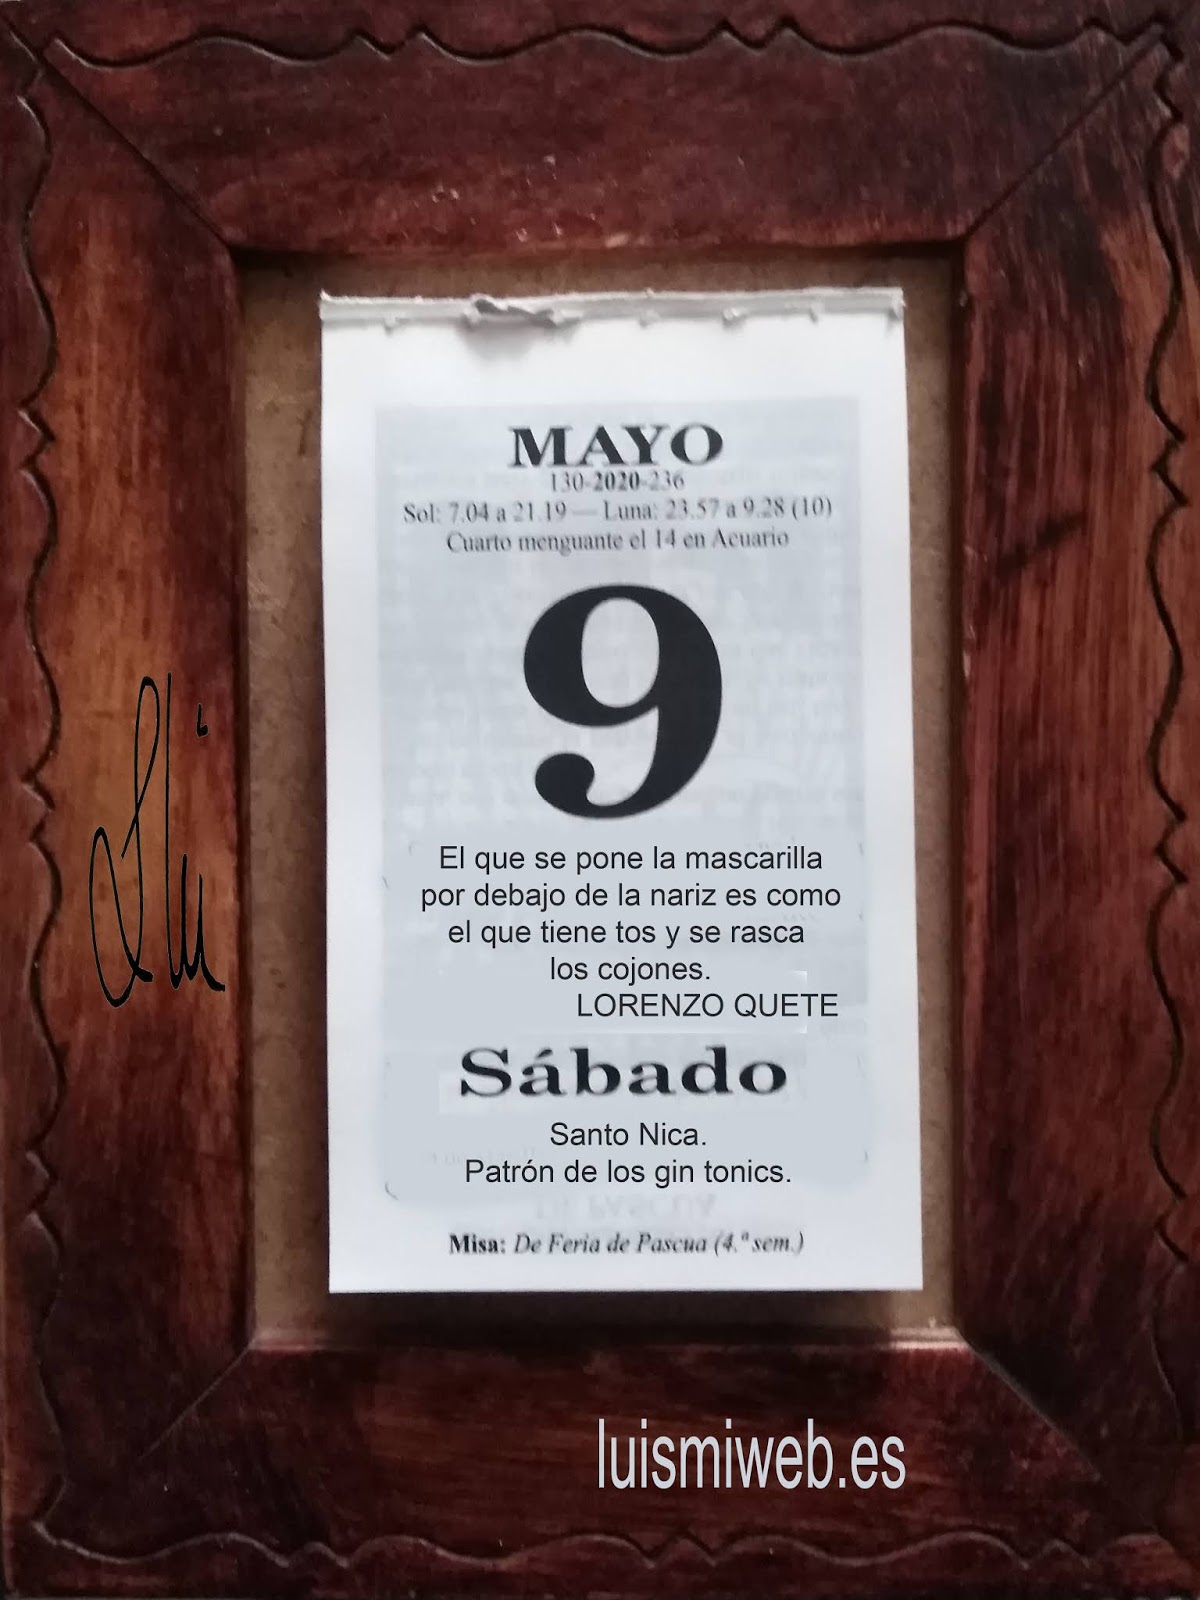 MAYO
130-2020-236
Sol: 7.04 a 21.19 — Luna: 23.57 a 9.28 (10)
Cuarto menguante el 14 en Acuario
9
El que se pone la mascarilla
por debajo de la nariz es como
el que tiene tos y se rasca
los cojones.
LORENZO QUETE
Sábado
Santo Nica.
Patrón de los gin tonics.
Misa: De Feria de Pascua (4.ª sem.)
luismiweb.es